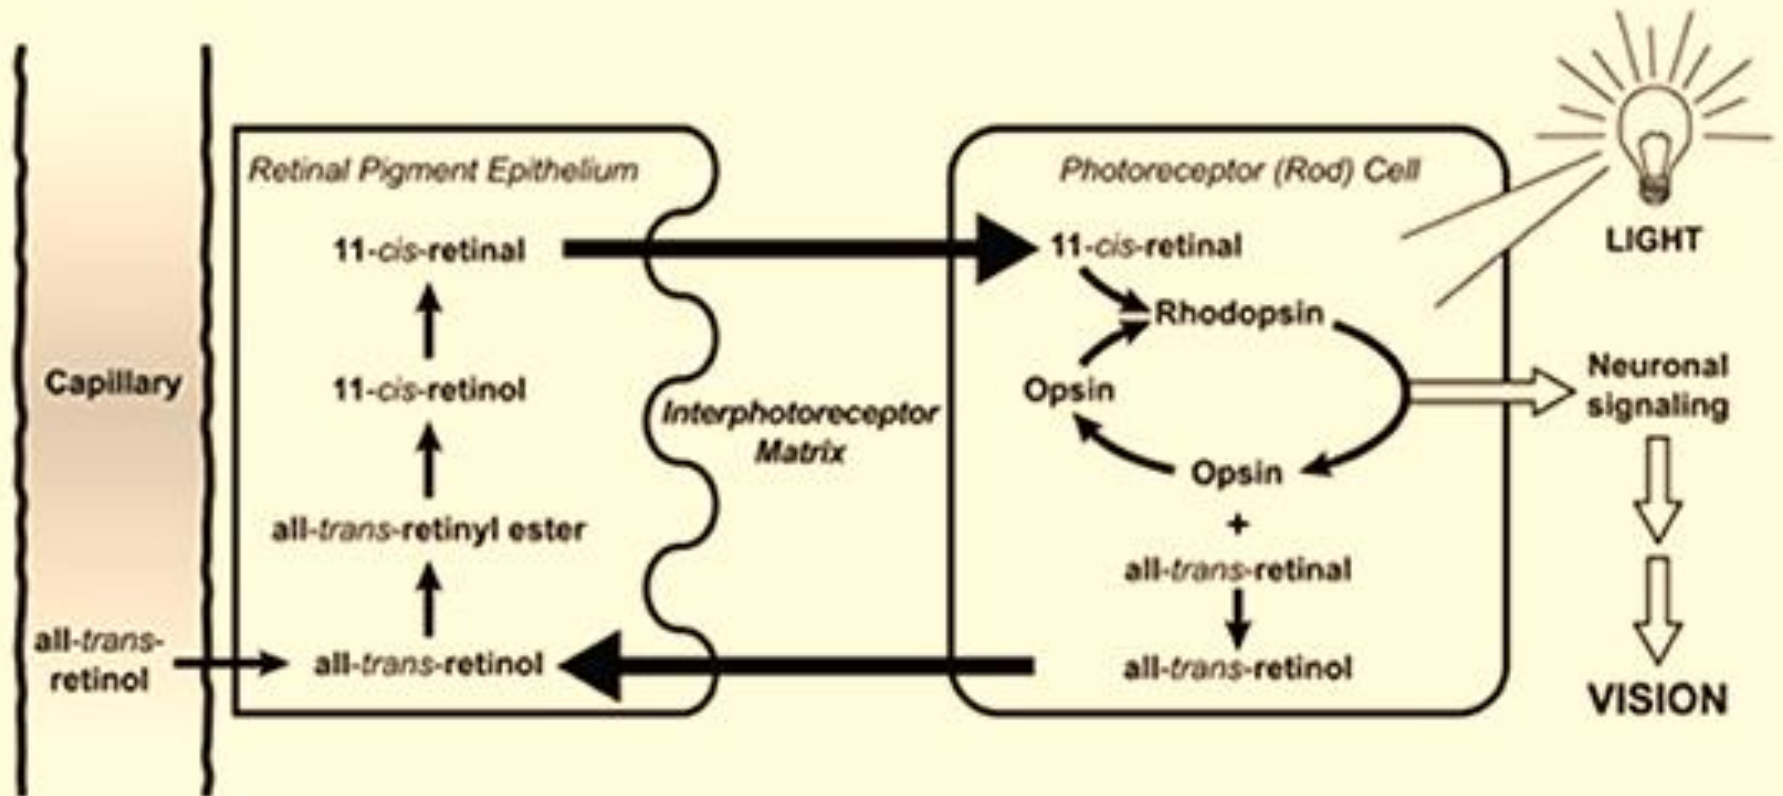 Capillary
all-trans-
retinol
Retinal Pigment Epithelium
11-cis-retinal
11-cis-retinol
all-trans-retinyl ester
all-trans-retinol
Interphotoreceptor
Matrix
Photoreceptor (Rod) Cell
11-cis-retinal
Rhodopsin
Opsin
Opsin
+
all-trans-retinal
all-trans-retinol
LIGHT
Neuronal
signaling
VISION